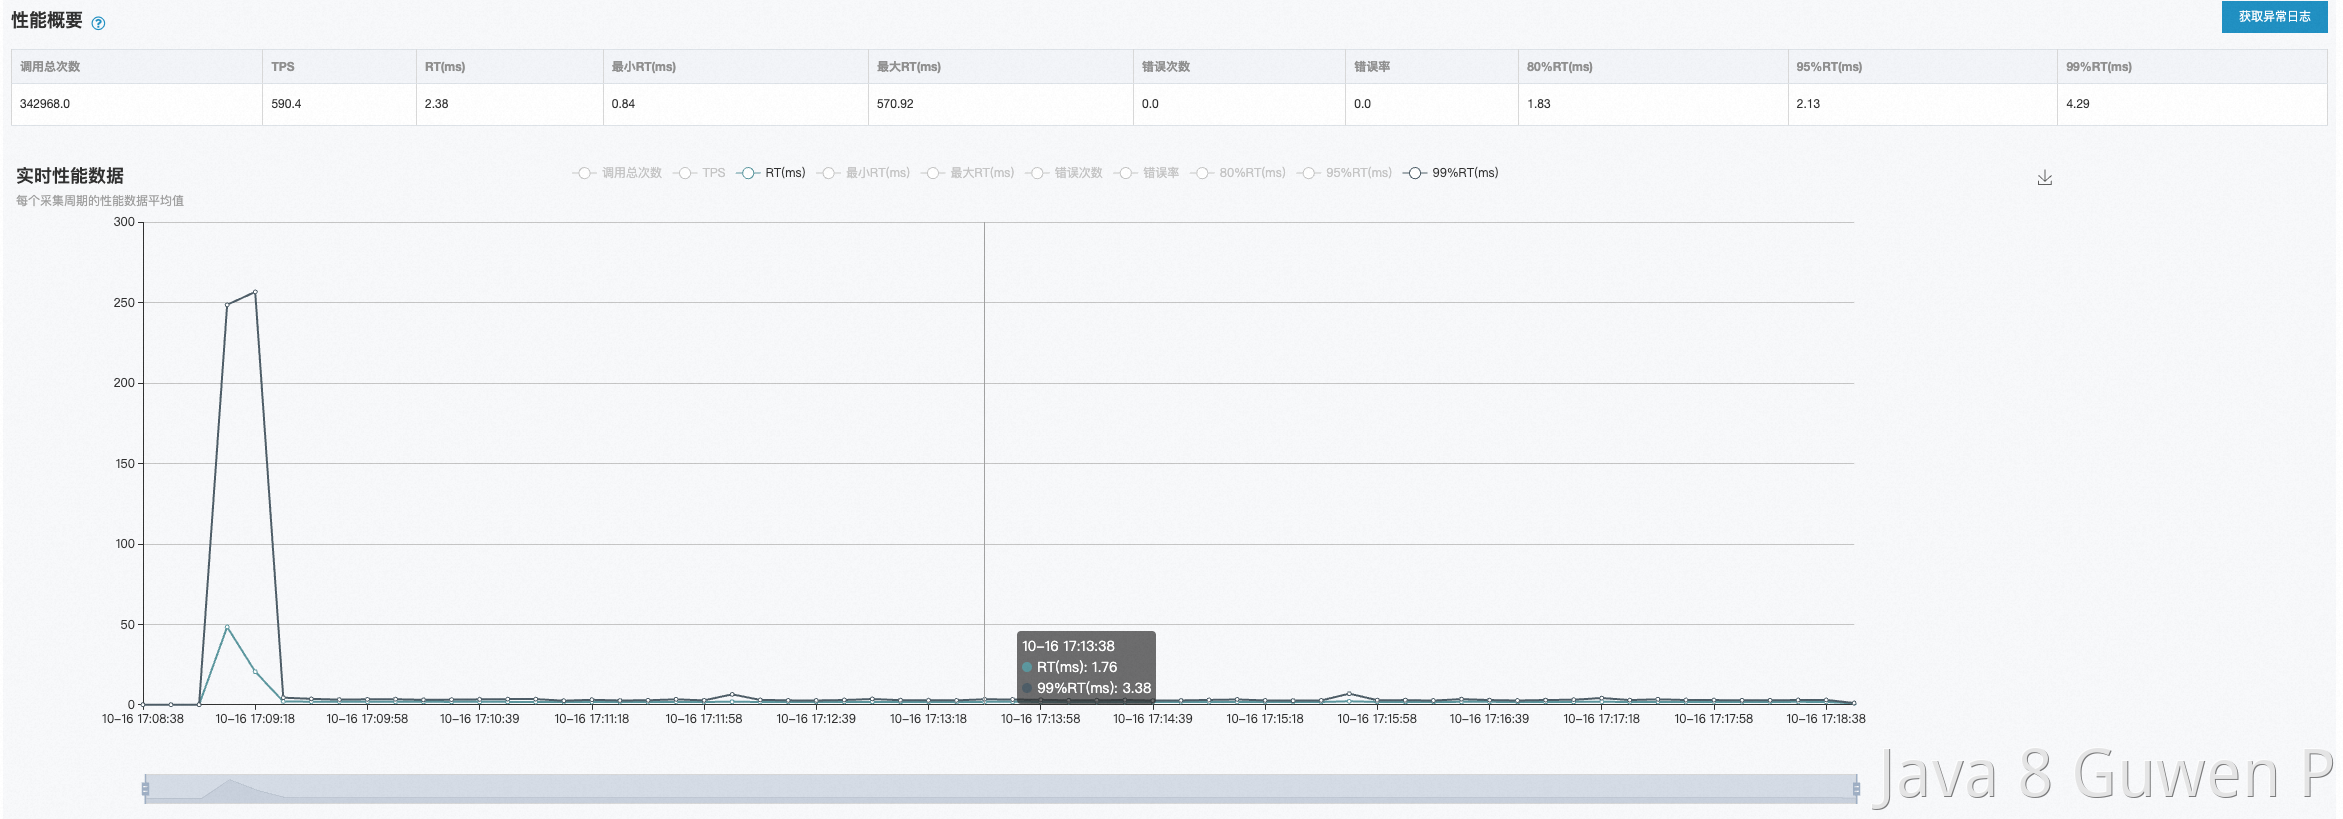 性能概要 ?
获取异常日志
调用总次数 TPS RT(ms) 最小RT(ms) 最大RT(ms) 错误次数 错误率 80%RT(ms) 95%RT(ms) 99%RT(ms)
342968.0 590.4 2.38 0.84 570.92 0.0 0.0 1.83 2.13 4.29
实时性能数据
调用总次数 TPS RT(ms) 最小RT(ms) 最大RT(ms) 错误次数 错误率 80%RT(ms) 95%RT(ms) 99%RT(ms)
每个采集周期的性能数据平均值
300
250
200
150
100
50
0
10-16 17:13:38
RT(ms): 1.76
99%RT(ms): 3.38
10-16 17:08:38 10-16 17:09:18 10-16 17:09:58 10-16 17:10:39 10-16 17:11:18 10-16 17:11:58 10-16 17:12:39 10-16 17:13:18 10-16 17:13:58 10-16 17:14:39 10-16 17:15:18 10-16 17:15:58 10-16 17:16:39 10-16 17:17:18 10-16 17:17:58 10-16 17:18:38
Java 8 Guwen P